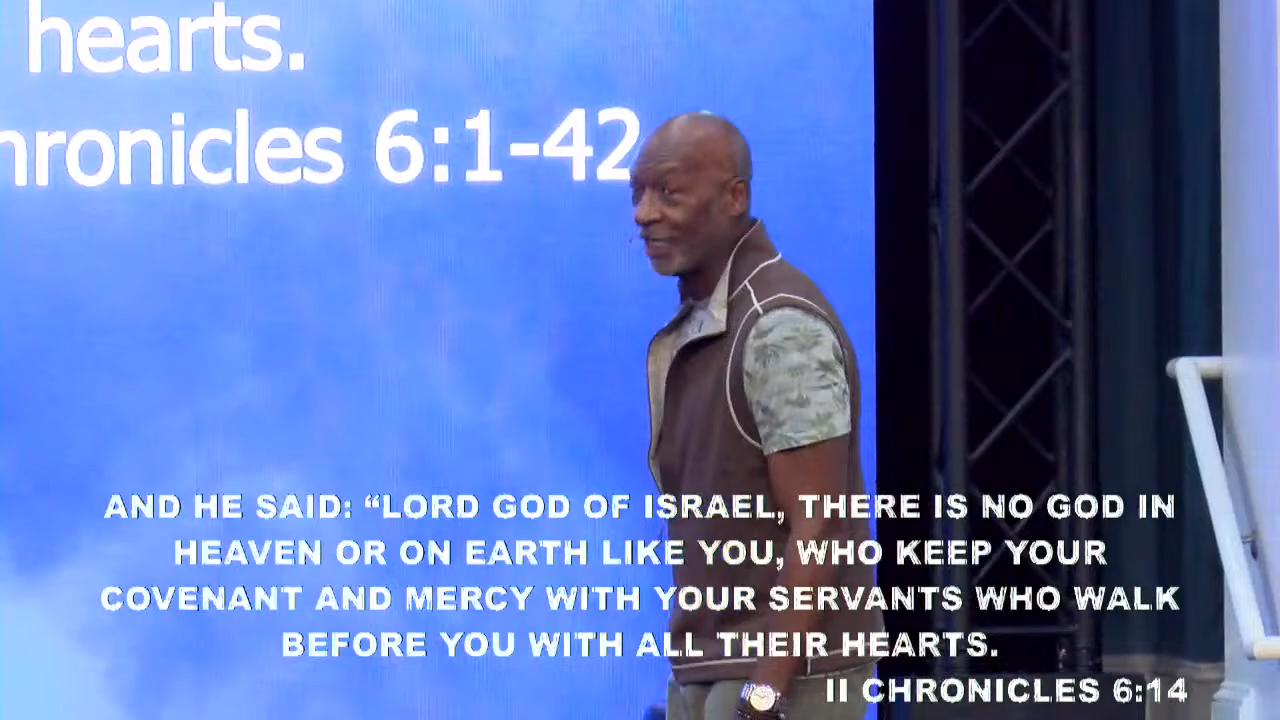 hearts.
hronicles 6:1-42
AND HE SAID: “LORD GOD OF ISRAEL, THERE IS NO GOD IN
HEAVEN OR ON EARTH LIKE YOU, WHO KEEP YOUR
COVENANT AND MERCY WITH YOUR SERVANTS WHO WALK
BEFORE YOU WITH ALL THEIR HEARTS.
II CHRONICLES 6:14